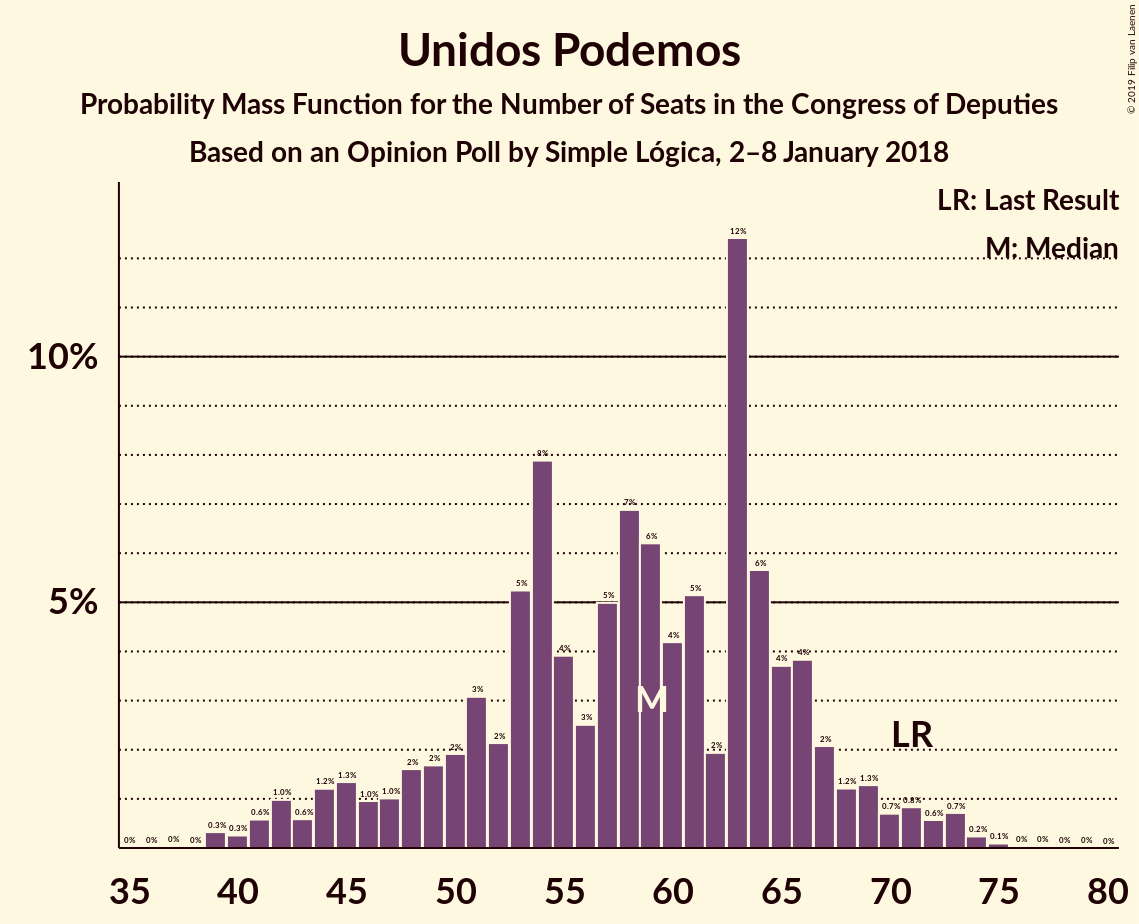 Unidos Podemos
Probability Mass Function for the Number of Seats in the Congress of Deputies
Based on an Opinion Poll by Simple Lógica, 2–8 January 2018
© 2019 Filip van Laenen
LR: Last Result
M: Median
10%
5%
0% 0% 0% 0% 0.3% 0.3% 0.6% 1.0% 0.6% 1.2% 1.3% 1.0% 1.0% 2% 2% 2% 3% 2% 5% 8% 4% 3% 5% 7% 6% 4% 5% 2% 12% 6% 4% 4% 2% 1.2% 1.3% 0.7% 0.8% 0.6% 0.7% 0.2% 0.1% 0% 0% 0% 0% 0%
M
LR
35 40 45 50 55 60 65 70 75 80